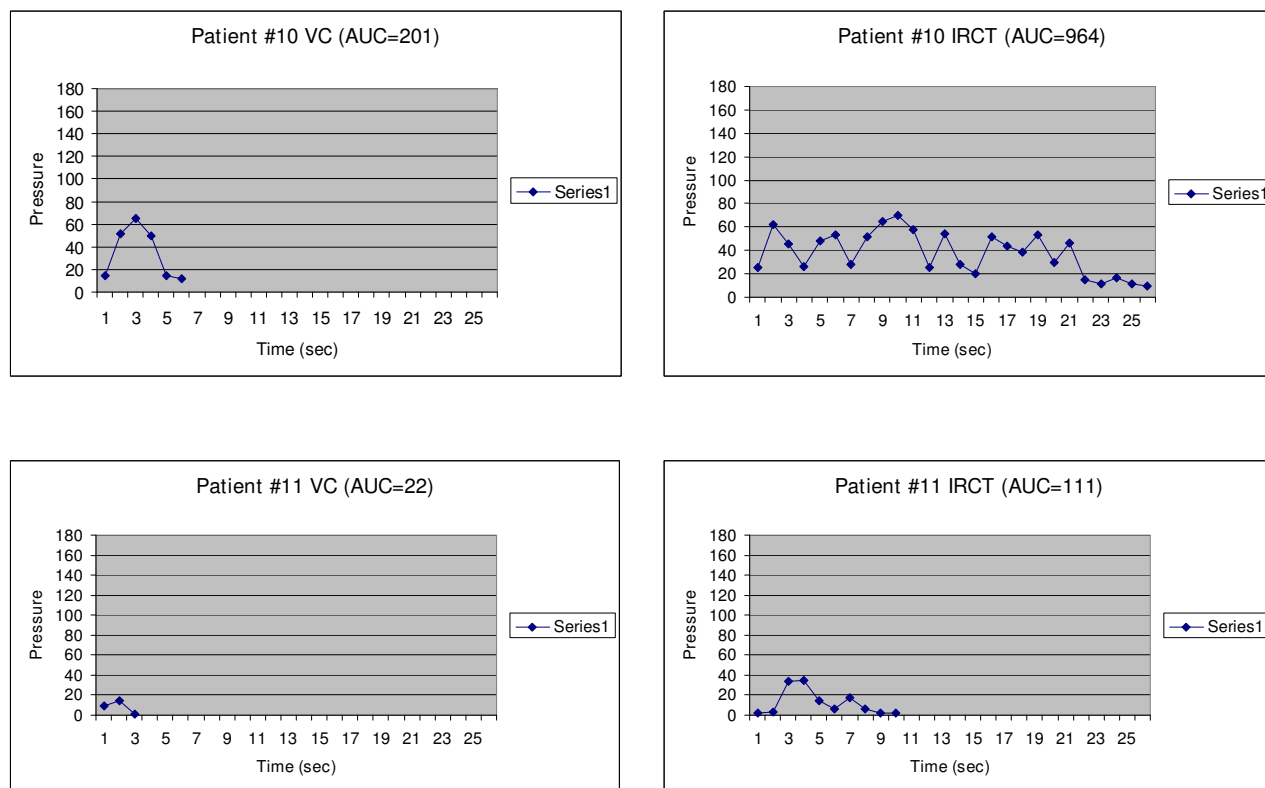 Patient #10 VC (AUC=201)
180
160
140
120
100
80
60
40
20
0
Pressure
1 3 5 7 9 11 13 15 17 19 21 23 25
Time (sec)
Series1
Patient #10 IRCT (AUC=964)
180
160
140
120
100
80
60
40
20
0
Pressure
1 3 5 7 9 11 13 15 17 19 21 23 25
Time (sec)
Series1
Patient #11 VC (AUC=22)
180
160
140
120
100
80
60
40
20
0
Pressure
1 3 5 7 9 11 13 15 17 19 21 23 25
Time (sec)
Series1
Patient #11 IRCT (AUC=111)
180
160
140
120
100
80
60
40
20
0
Pressure
1 3 5 7 9 11 13 15 17 19 21 23 25
Time (sec)
Series1